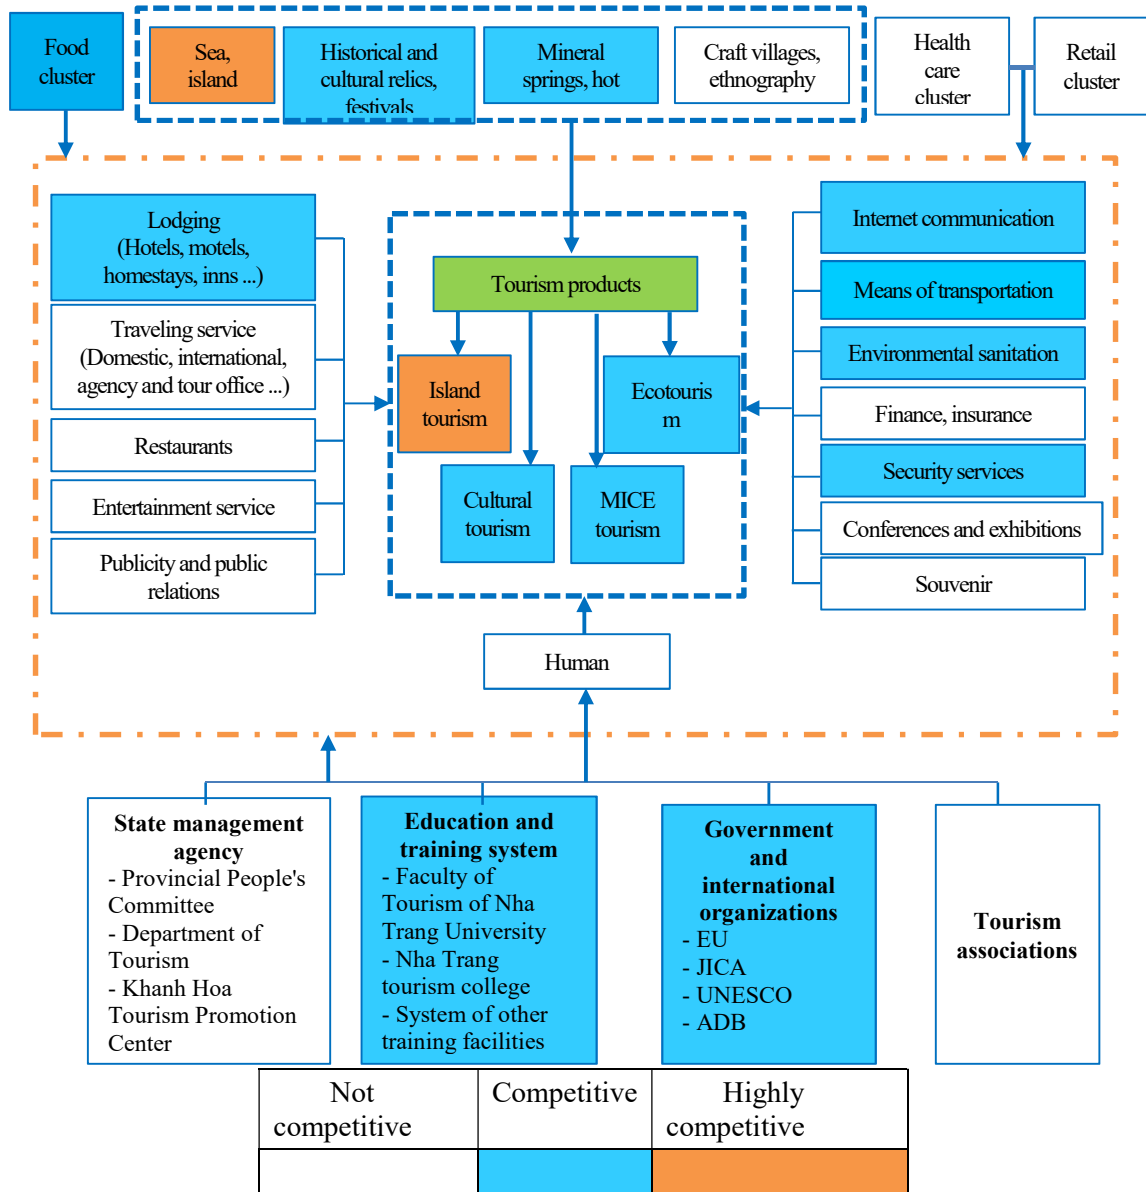 Food
cluster
Sea,
island
Historical and
cultural relics,
festivals
Mineral
springs, hot
Craft villages,
ethnography
Health
care
cluster
Retail
cluster
Lodging
(Hotels, motels,
homestays, inns ...)
Traveling service
(Domestic, international,
agency and tour office ...)
Restaurants
Entertainment service
Publicity and public
relations
Tourism products
Island
tourism
Ecotouris
m
Cultural
tourism
MICE
tourism
Internet communication
Means of transportation
Environmental sanitation
Finance, insurance
Security services
Conferences and exhibitions
Souvenir
Human
State management
agency
- Provincial People's
Committee
- Department of
Tourism
- Khanh Hoa
Tourism Promotion
Center
Education and
training system
- Faculty of
Tourism of Nha
Trang University
- Nha Trang
tourism college
- System of other
training facilities
Government
and
international
organizations
- EU
- JICA
- UNESCO
- ADB
Tourism
associations
Not
competitive
Competitive
Highly
competitive